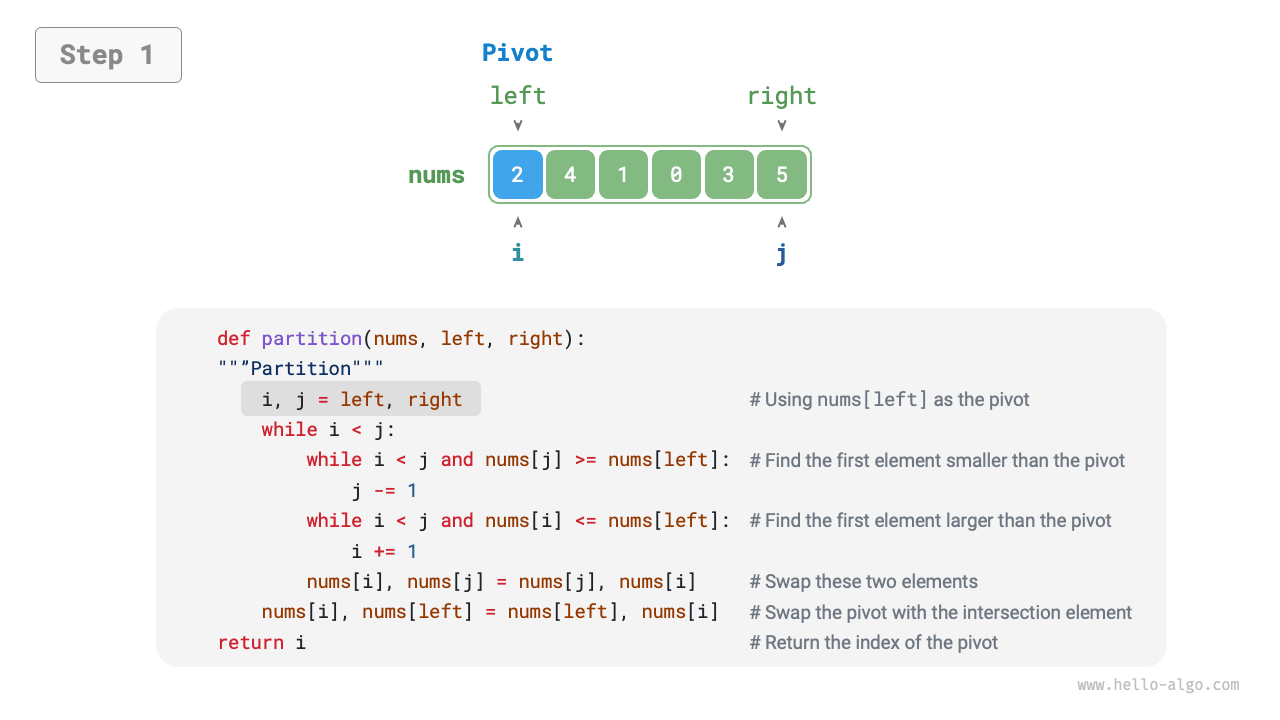 Step 1
Pivot
left right
nums 2 4 1 0 3 5
i j
def partition(nums, left, right):
"""Partition"""
i, j = left, right # Using nums[left] as the pivot
while i < j:
while i < j and nums[j] >= nums[left]: # Find the first element smaller than the pivot
j -= 1
while i < j and nums[i] <= nums[left]: # Find the first element larger than the pivot
i += 1
nums[i], nums[j] = nums[j], nums[i] # Swap these two elements
nums[i], nums[left] = nums[left], nums[i] # Swap the pivot with the intersection element
return i # Return the index of the pivot
www.hello-algo.com